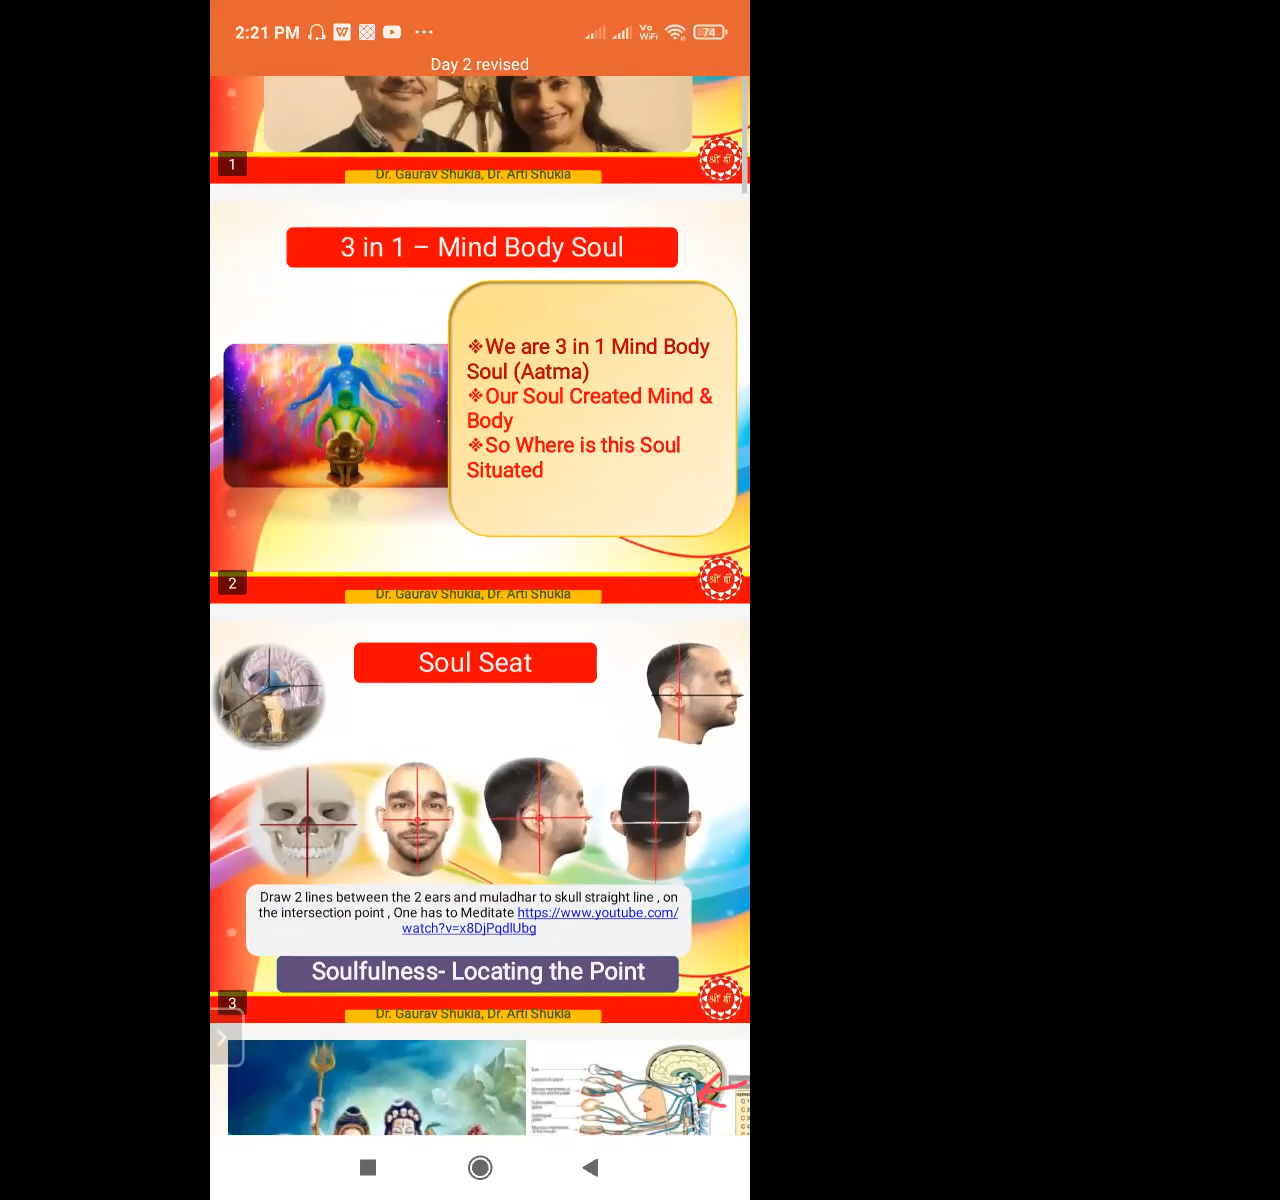 2:21 PM
Vo
WiFi
74
Day 2 revised
1
श्रीं ह्रीं
Dr. Gaurav Shukla, Dr. Arti Shukla
3 in 1 – Mind Body Soul
❖We are 3 in 1 Mind Body
Soul (Aatma)
❖Our Soul Created Mind &
Body
❖So Where is this Soul
Situated
2
श्रीं ह्रीं
Dr. Gaurav Shukla, Dr. Arti Shukla
Soul Seat
Draw 2 lines between the 2 ears and muladhar to skull straight line , on
the intersection point , One has to Meditate https://www.youtube.com/
watch?v=x8DjPqdlUbg
Soulfulness- Locating the Point
3
श्रीं ह्रीं
Dr. Gaurav Shukla, Dr. Arti Shukla
Eye